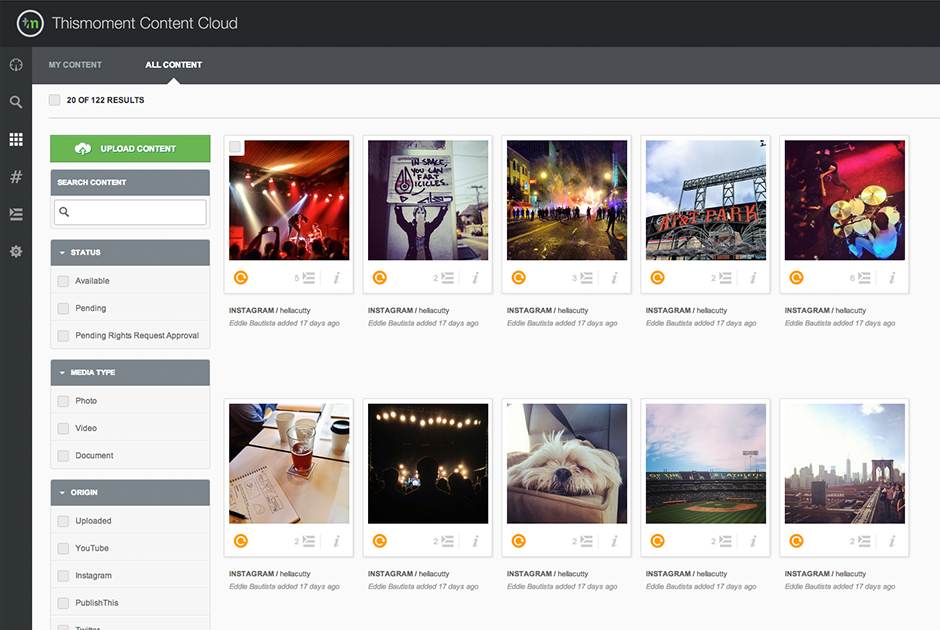 +m Thismoment Content Cloud
MY CONTENT
ALL CONTENT
20 OF 122 RESULTS
UPLOAD CONTENT
SEARCH CONTENT
STATUS
Available
Pending
Pending Rights Request Approval
MEDIA TYPE
Photo
Video
Document
ORIGIN
Uploaded
YouTube
Instagram
PublishThis
Twitter
IN SPACE,
YOU CAN
FART
ICICLES.
AT&T PARK
5
2
3
2
6
INSTAGRAM / hellacutty
Eddie Bautista added 17 days ago
INSTAGRAM / hellacutty
Eddie Bautista added 17 days ago
INSTAGRAM / hellacutty
Eddie Bautista added 17 days ago
INSTAGRAM / hellacutty
Eddie Bautista added 17 days ago
INSTAGRAM / hellacutty
Eddie Bautista added 17 days ago
2
2
2
2
2
INSTAGRAM / hellacutty
Eddie Bautista added 17 days ago
INSTAGRAM / hellacutty
Eddie Bautista added 17 days ago
INSTAGRAM / hellacutty
Eddie Bautista added 17 days ago
INSTAGRAM / hellacutty
Eddie Bautista added 17 days ago
INSTAGRAM / hellacutty
Eddie Bautista added 17 days ago